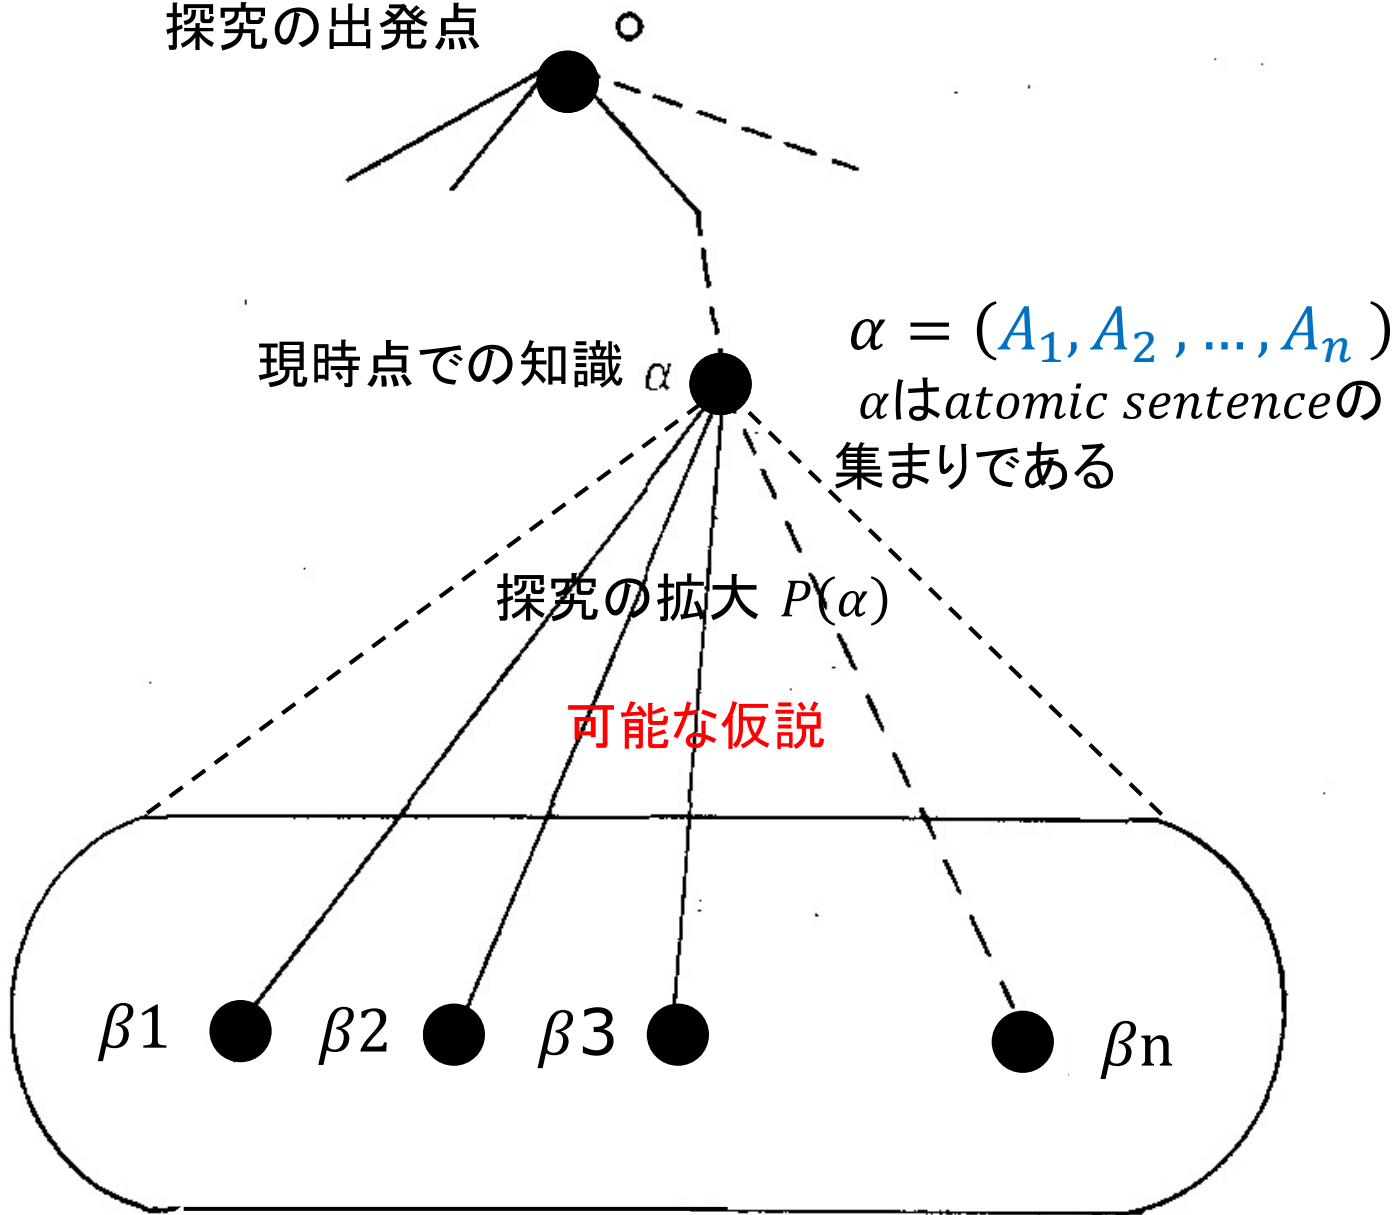 探究の出発点
o
現時点での知識 α
α = (A₁, A₂ , … , Aₙ )
αはatomic sentenceの
集まりである
探究の拡大 P(α)
可能な仮説
β1 β2 β3 βn